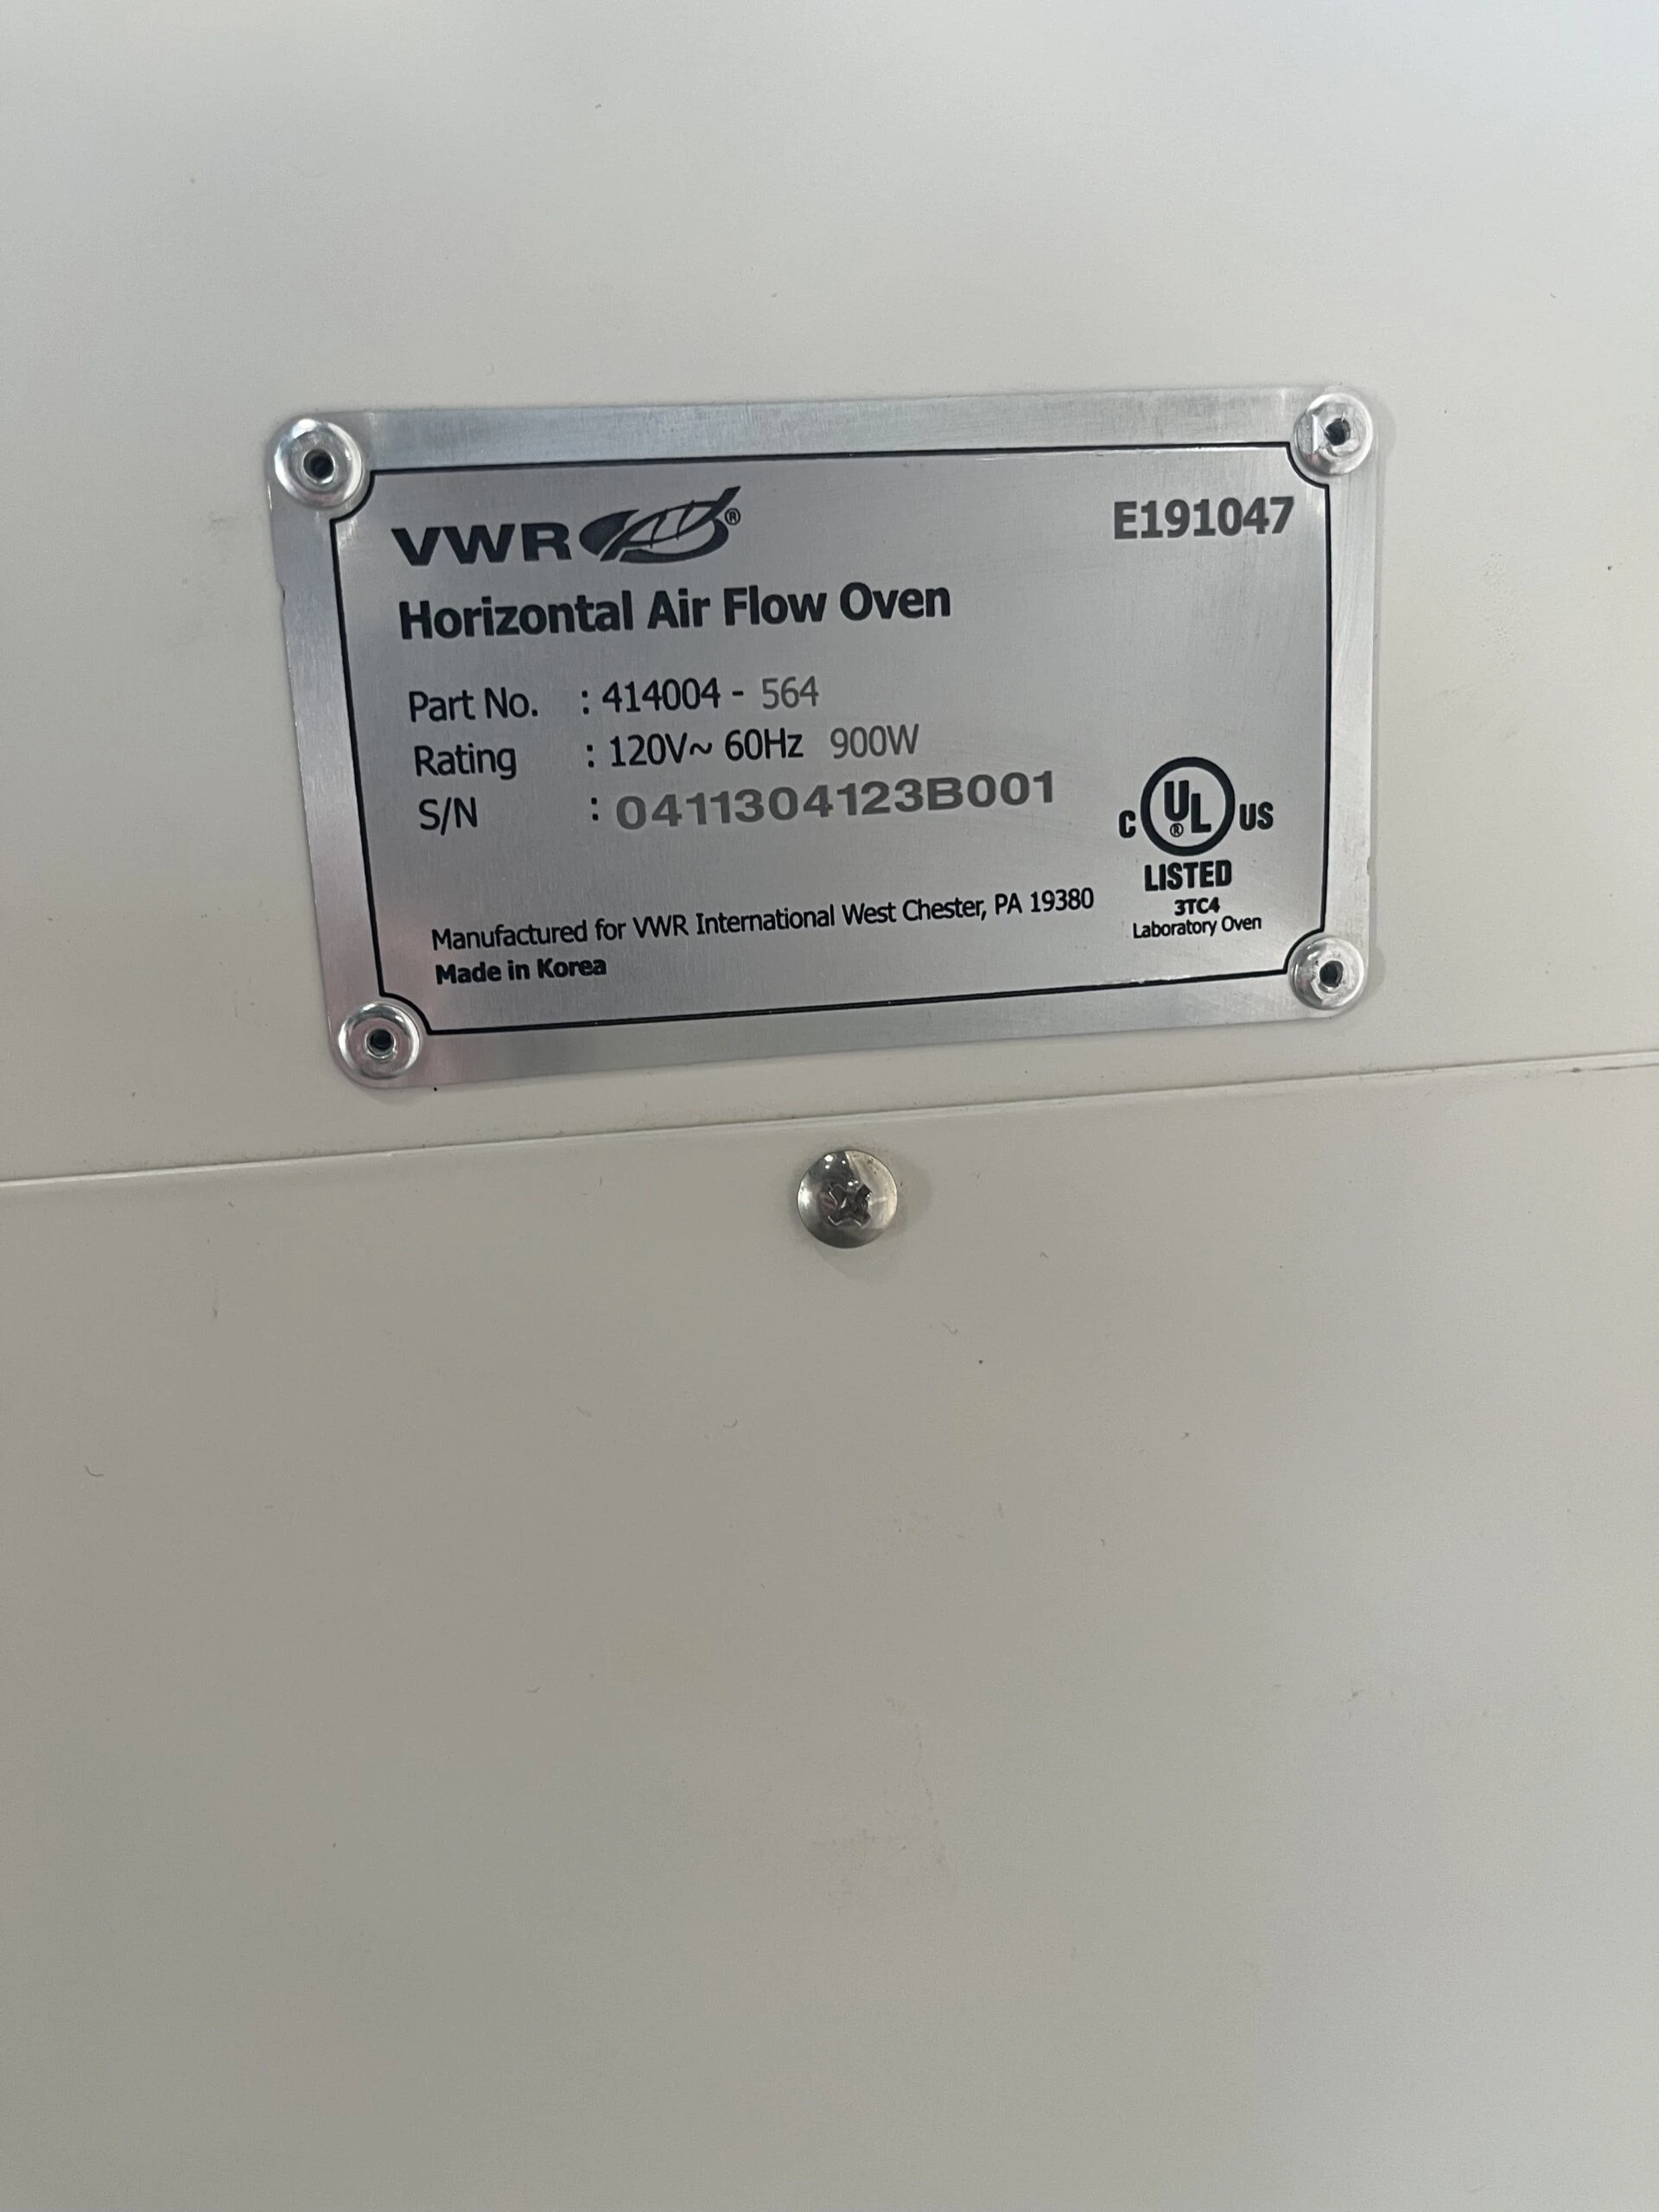 VWR®
E191047
Horizontal Air Flow Oven
Part No. : 414004 - 564
Rating : 120V~ 60Hz 900W
S/N : 0411304123B001
C UL® US
LISTED
3TC4
Laboratory Oven
Manufactured for VWR International West Chester, PA 19380
Made in Korea